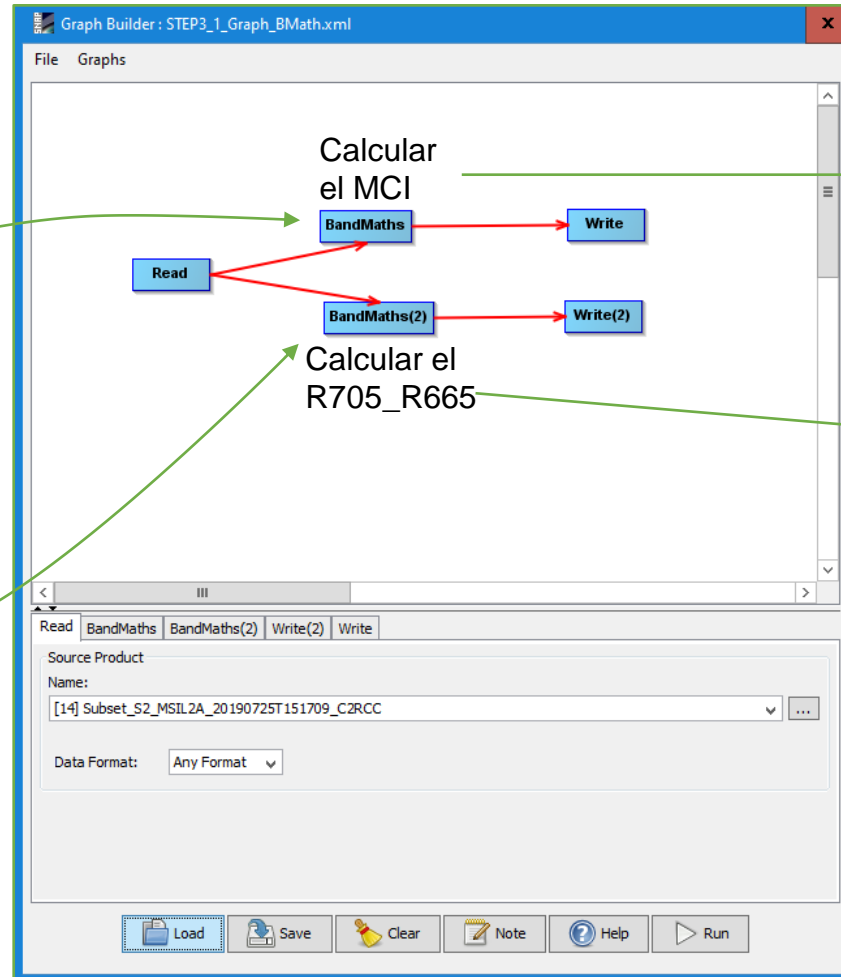 SNAP
Graph Builder : STEP3_1_Graph_BMath.xml
x
File Graphs
Calcular
el MCI
BandMaths
Write
Read
BandMaths(2)
Write(2)
Calcular el
R705_R665
Read BandMaths BandMaths(2) Write(2) Write
Source Product
Name:
[14] Subset_S2_MSIL2A_20190725T151709_C2RCC
...
Data Format: Any Format
Load Save Clear Note Help Run